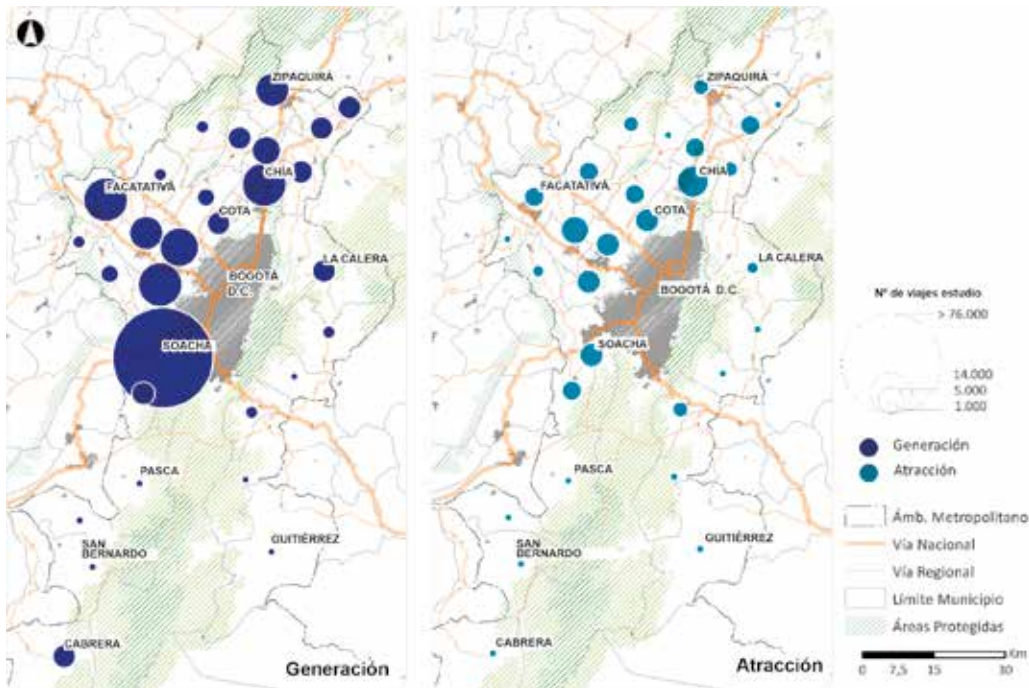 ZIPAQUIRÁ
CHÍA
FACATATIVÁ
COTA
LA CALERA
BOGOTÁ
D.C.
SOACHA
PASCA
SAN
BERNARDO
GUITIÉRREZ
CABRERA
Generación
ZIPAQUIRÁ
CHÍA
FACATATIVÁ
COTA
LA CALERA
BOGOTÁ D.C.
SOACHA
PASCA
SAN
BERNARDO
GUITIÉRREZ
CABRERA
Atracción
Nº de viajes estudio
> 76.000
14.000
5.000
1.000
Generación
Atracción
Ámb. Metropolitano
Vía Nacional
Vía Regional
Límite Municipio
Áreas Protegidas
Km
0 7,5 15 30